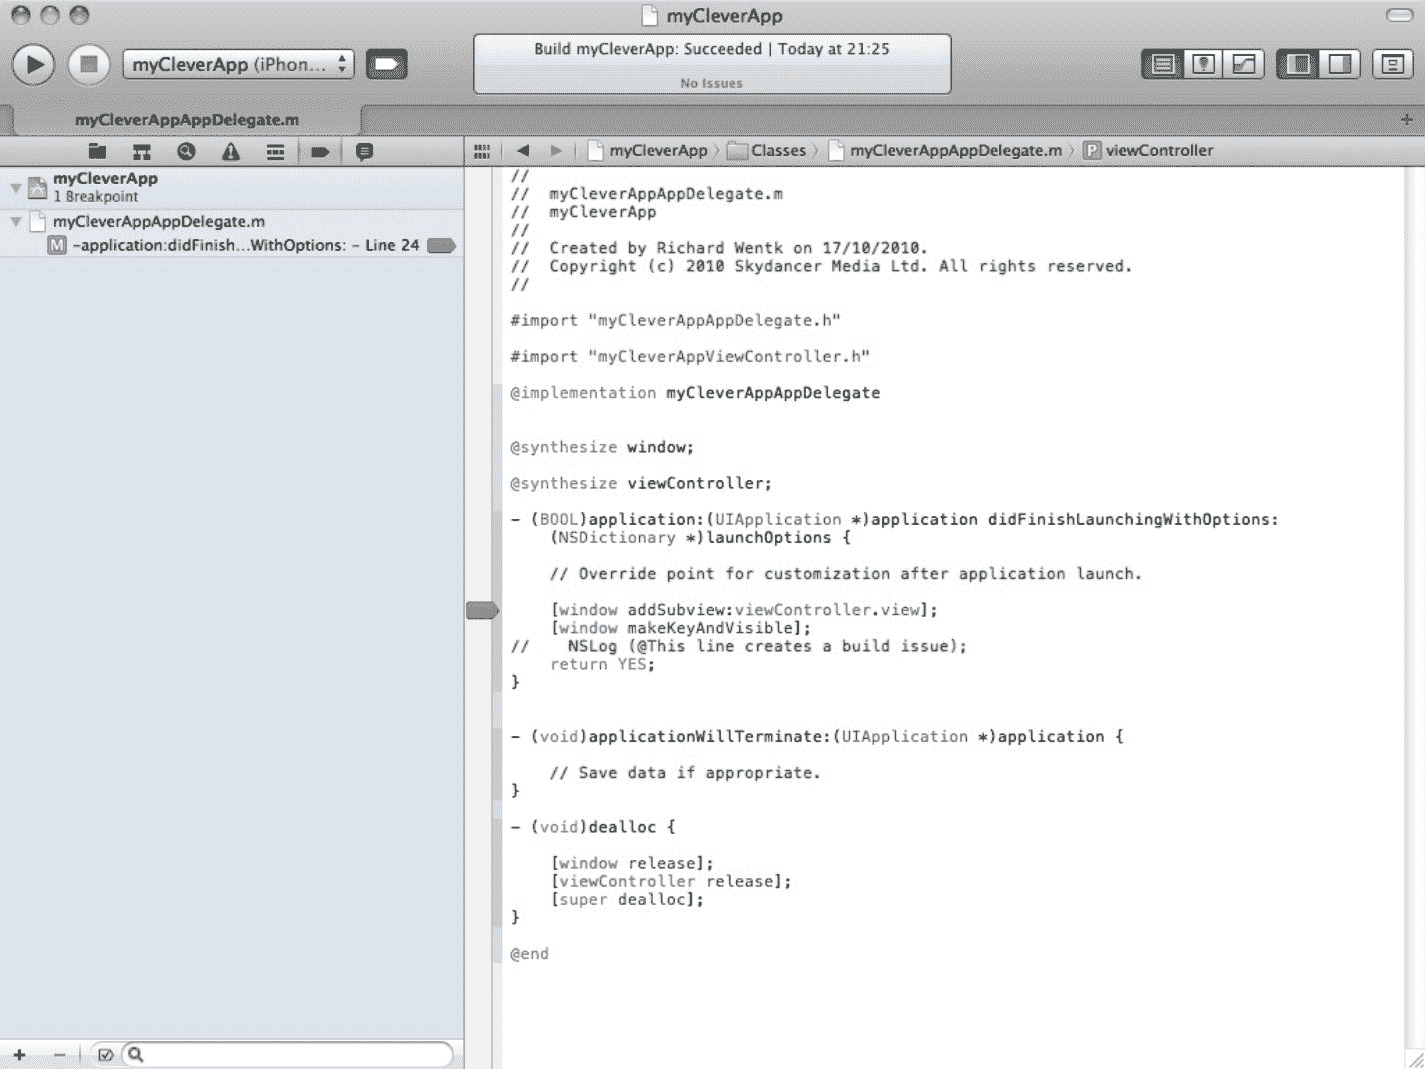 myCleverApp
myCleverApp (iPhon...
Build myCleverApp: Succeeded | Today at 21:25
No Issues
myCleverAppAppDelegate.m
myCleverApp
1 Breakpoint
myCleverAppAppDelegate.m
M -application:didFinish...WithOptions: - Line 24
myCleverApp 〉 Classes 〉 myCleverAppAppDelegate.m 〉 P viewController
//
//  myCleverAppAppDelegate.m
//  myCleverApp
//
//  Created by Richard Wentk on 17/10/2010.
//  Copyright (c) 2010 Skydancer Media Ltd. All rights reserved.
//
#import "myCleverAppAppDelegate.h"
#import "myCleverAppViewController.h"
@implementation myCleverAppAppDelegate
@synthesize window;
@synthesize viewController;
- (BOOL)application:(UIApplication *)application didFinishLaunchingWithOptions:
(NSDictionary *)launchOptions {
// Override point for customization after application launch.
[window addSubview:viewController.view];
[window makeKeyAndVisible];
//    NSLog (@This line creates a build issue);
return YES;
}
- (void)applicationWillTerminate:(UIApplication *)application {
// Save data if appropriate.
}
- (void)dealloc {
[window release];
[viewController release];
[super dealloc];
}
@end